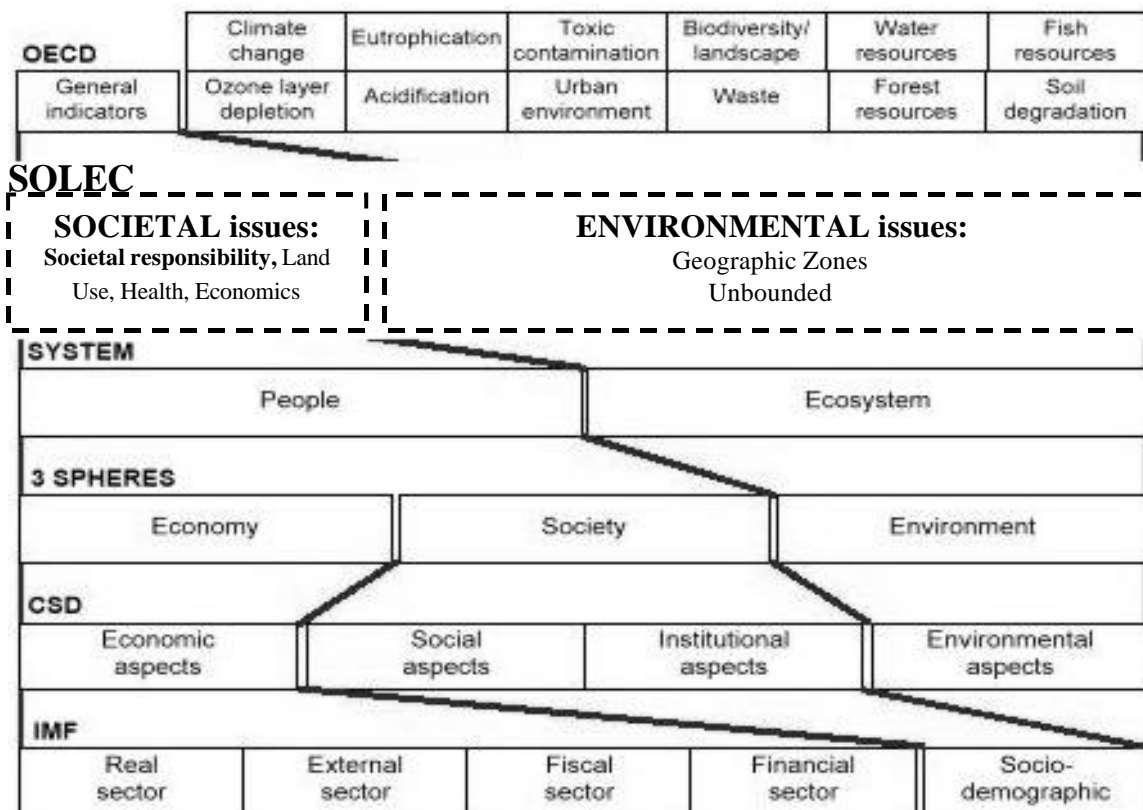 OECD
Climate
change
Eutrophication
Toxic
contamination
Biodiversity/
landscape
Water
resources
Fish
resources
General
indicators
Ozone layer
depletion
Acidification
Urban
environment
Waste
Forest
resources
Soil
degradation
SOLEC
SOCIETAL issues:
Societal responsibility, Land
Use, Health, Economics
ENVIRONMENTAL issues:
Geographic Zones
Unbounded
SYSTEM
People
Ecosystem
3 SPHERES
Economy
Society
Environment
CSD
Economic
aspects
Social
aspects
Institutional
aspects
Environmental
aspects
IMF
Real
sector
External
sector
Fiscal
sector
Financial
sector
Socio-
demographic